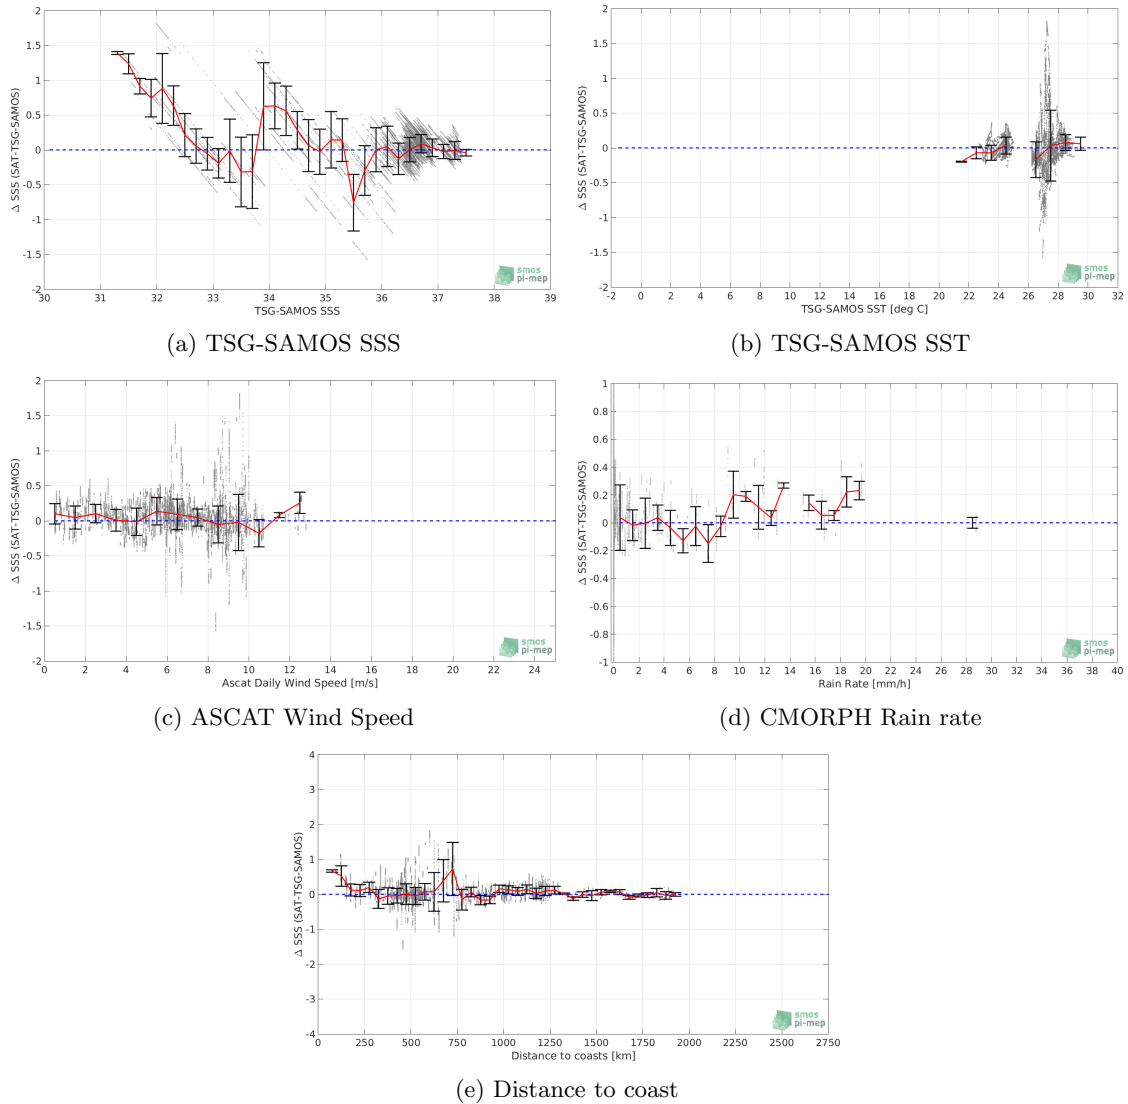 2
1.5
1
0.5
0
-0.5
-1
-1.5
-2
Δ SSS (SAT-TSG-SAMOS)
30 31 32 33 34 35 36 37 38 39
TSG-SAMOS SSS
smos
pi-mep
(a) TSG-SAMOS SSS
2
1.5
1
0.5
0
-0.5
-1
-1.5
-2
Δ SSS (SAT-TSG-SAMOS)
-2 0 2 4 6 8 10 12 14 16 18 20 22 24 26 28 30 32
TSG-SAMOS SST [deg C]
smos
pi-mep
(b) TSG-SAMOS SST
2
1.5
1
0.5
0
-0.5
-1
-1.5
-2
Δ SSS (SAT-TSG-SAMOS)
0 2 4 6 8 10 12 14 16 18 20 22 24
Ascat Daily Wind Speed [m/s]
smos
pi-mep
(c) ASCAT Wind Speed
1
0.8
0.6
0.4
0.2
0
-0.2
-0.4
-0.6
-0.8
-1
Δ SSS (SAT-TSG-SAMOS)
0 2 4 6 8 10 12 14 16 18 20 22 24 26 28 30 32 34 36 38 40
Rain Rate [mm/h]
smos
pi-mep
(d) CMORPH Rain rate
4
3
2
1
0
-1
-2
-3
-4
Δ SSS (SAT-TSG-SAMOS)
0 250 500 750 1000 1250 1500 1750 2000 2250 2500 2750
Distance to coasts [km]
smos
pi-mep
(e) Distance to coast